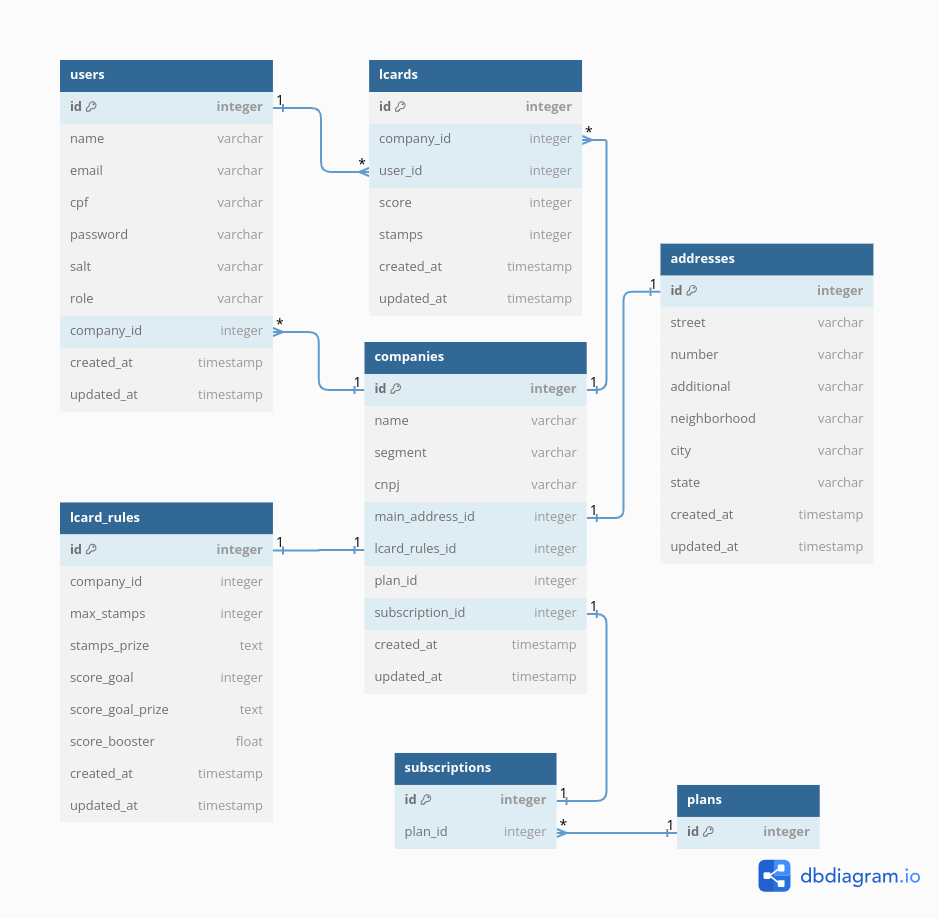 users
id integer
name varchar
email varchar
cpf varchar
password varchar
salt varchar
role varchar
company_id integer
created_at timestamp
updated_at timestamp
1
*
*
1
lcards
id integer
company_id integer
user_id integer
score integer
stamps integer
created_at timestamp
updated_at timestamp
*
1
companies
id integer
name varchar
segment varchar
cnpj varchar
main_address_id integer
lcard_rules_id integer
plan_id integer
subscription_id integer
created_at timestamp
updated_at timestamp
1
1
addresses
id integer
street varchar
number varchar
additional varchar
neighborhood varchar
city varchar
state varchar
created_at timestamp
updated_at timestamp
lcard_rules
id integer
company_id integer
max_stamps integer
stamps_prize text
score_goal integer
score_goal_prize text
score_booster float
created_at timestamp
updated_at timestamp
1
1
1
1
subscriptions
id integer
plan_id integer
*
1
plans
id integer
dbdiagram.io